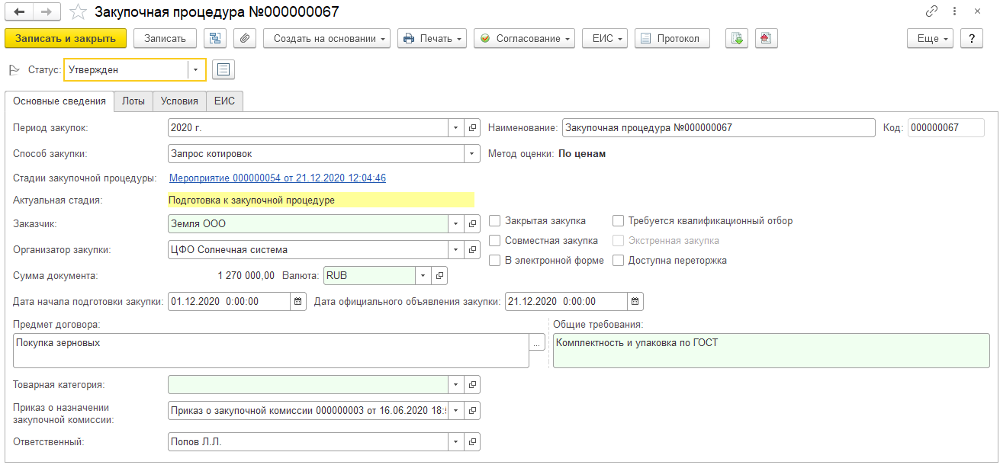 Закупочная процедура №000000067
Записать и закрыть Записать Создать на основании Печать Согласование ЕИС Протокол Еще ?
Статус: Утвержден
Основные сведения Лоты Условия ЕИС
Период закупок: 2020 г. Наименование: Закупочная процедура №000000067 Код: 000000067
Способ закупки: Запрос котировок Метод оценки: По ценам
Стадии закупочной процедуры: Мероприятие 000000054 от 21.12.2020 12:04:46
Актуальная стадия: Подготовка к закупочной процедуре
Заказчик: Земля ООО Закрытая закупка Требуется квалификационный отбор
Организатор закупки: ЦФО Солнечная система Совместная закупка Экстренная закупка
В электронной форме Доступна переторжка
Сумма документа: 1 270 000,00 Валюта: RUB
Дата начала подготовки закупки: 01.12.2020 0:00:00 Дата официального объявления закупки: 21.12.2020 0:00:00
Предмет договора: Общие требования:
Покупка зерновых ... Комплектность и упаковка по ГОСТ
Товарная категория:
Приказ о назначении
закупочной комиссии: Приказ о закупочной комиссии 000000003 от 16.06.2020 18:
Ответственный: Попов Л.Л.